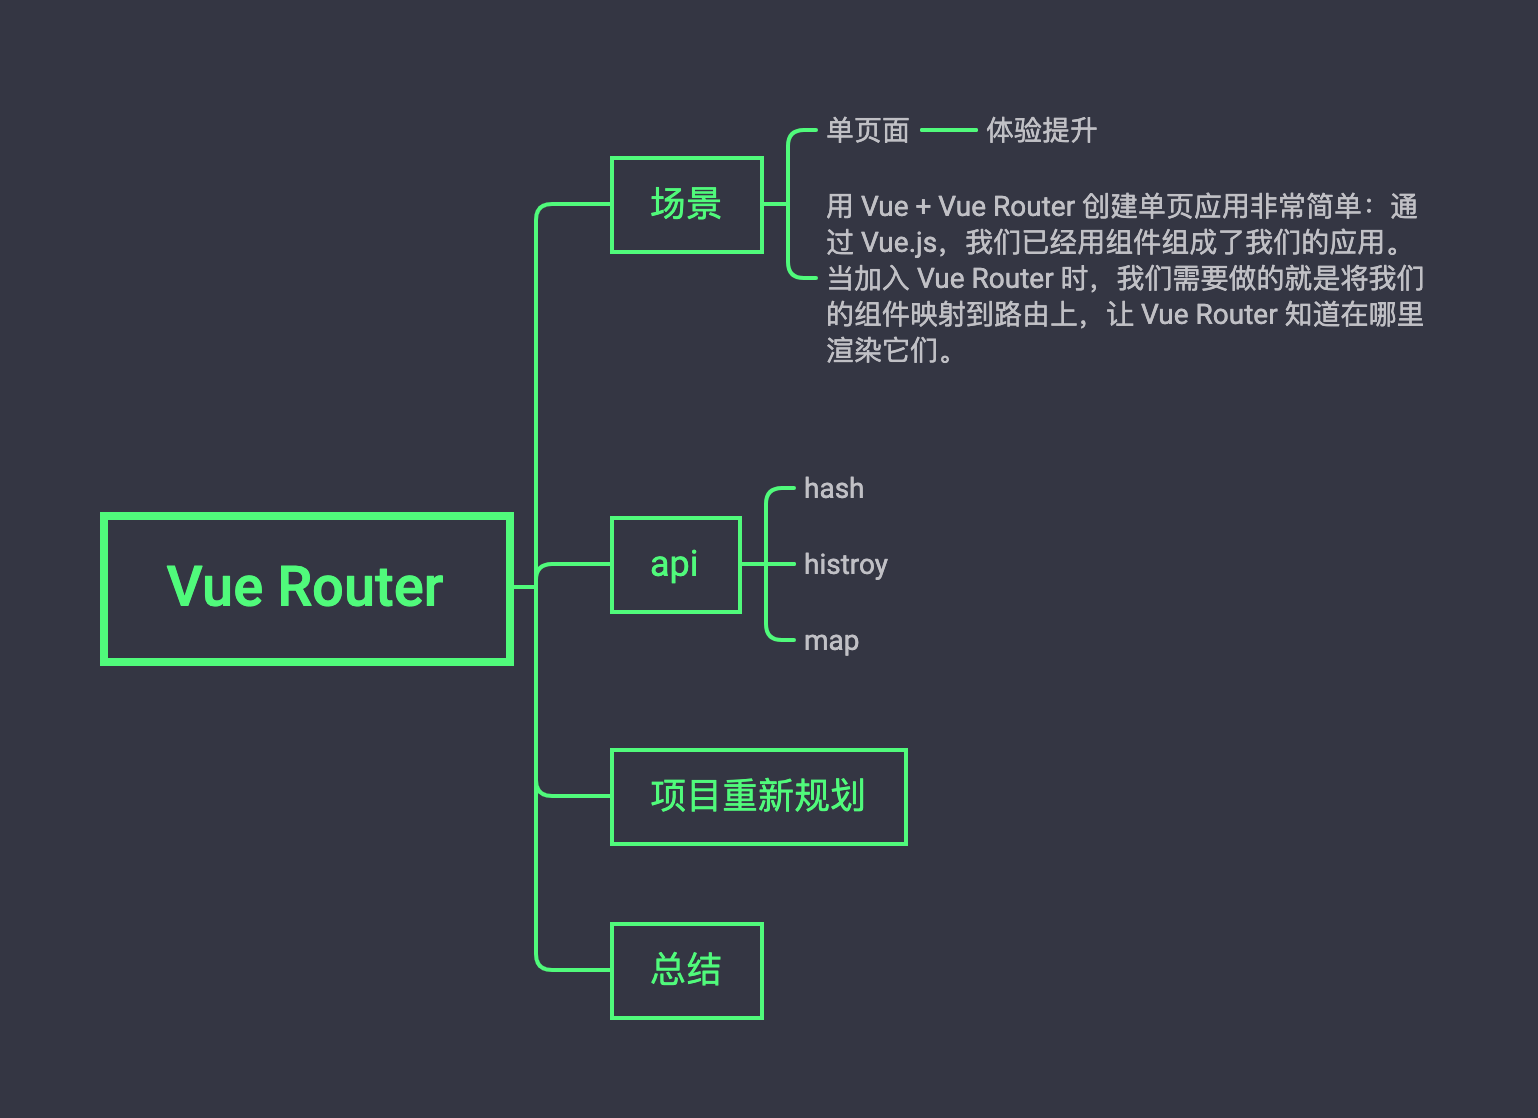 Vue Router
场景
单页面
体验提升
用 Vue + Vue Router 创建单页应用非常简单：通
过 Vue.js，我们已经用组件组成了我们的应用。
当加入 Vue Router 时，我们需要做的就是将我们
的组件映射到路由上，让 Vue Router 知道在哪里
渲染它们。
api
hash
histroy
map
项目重新规划
总结